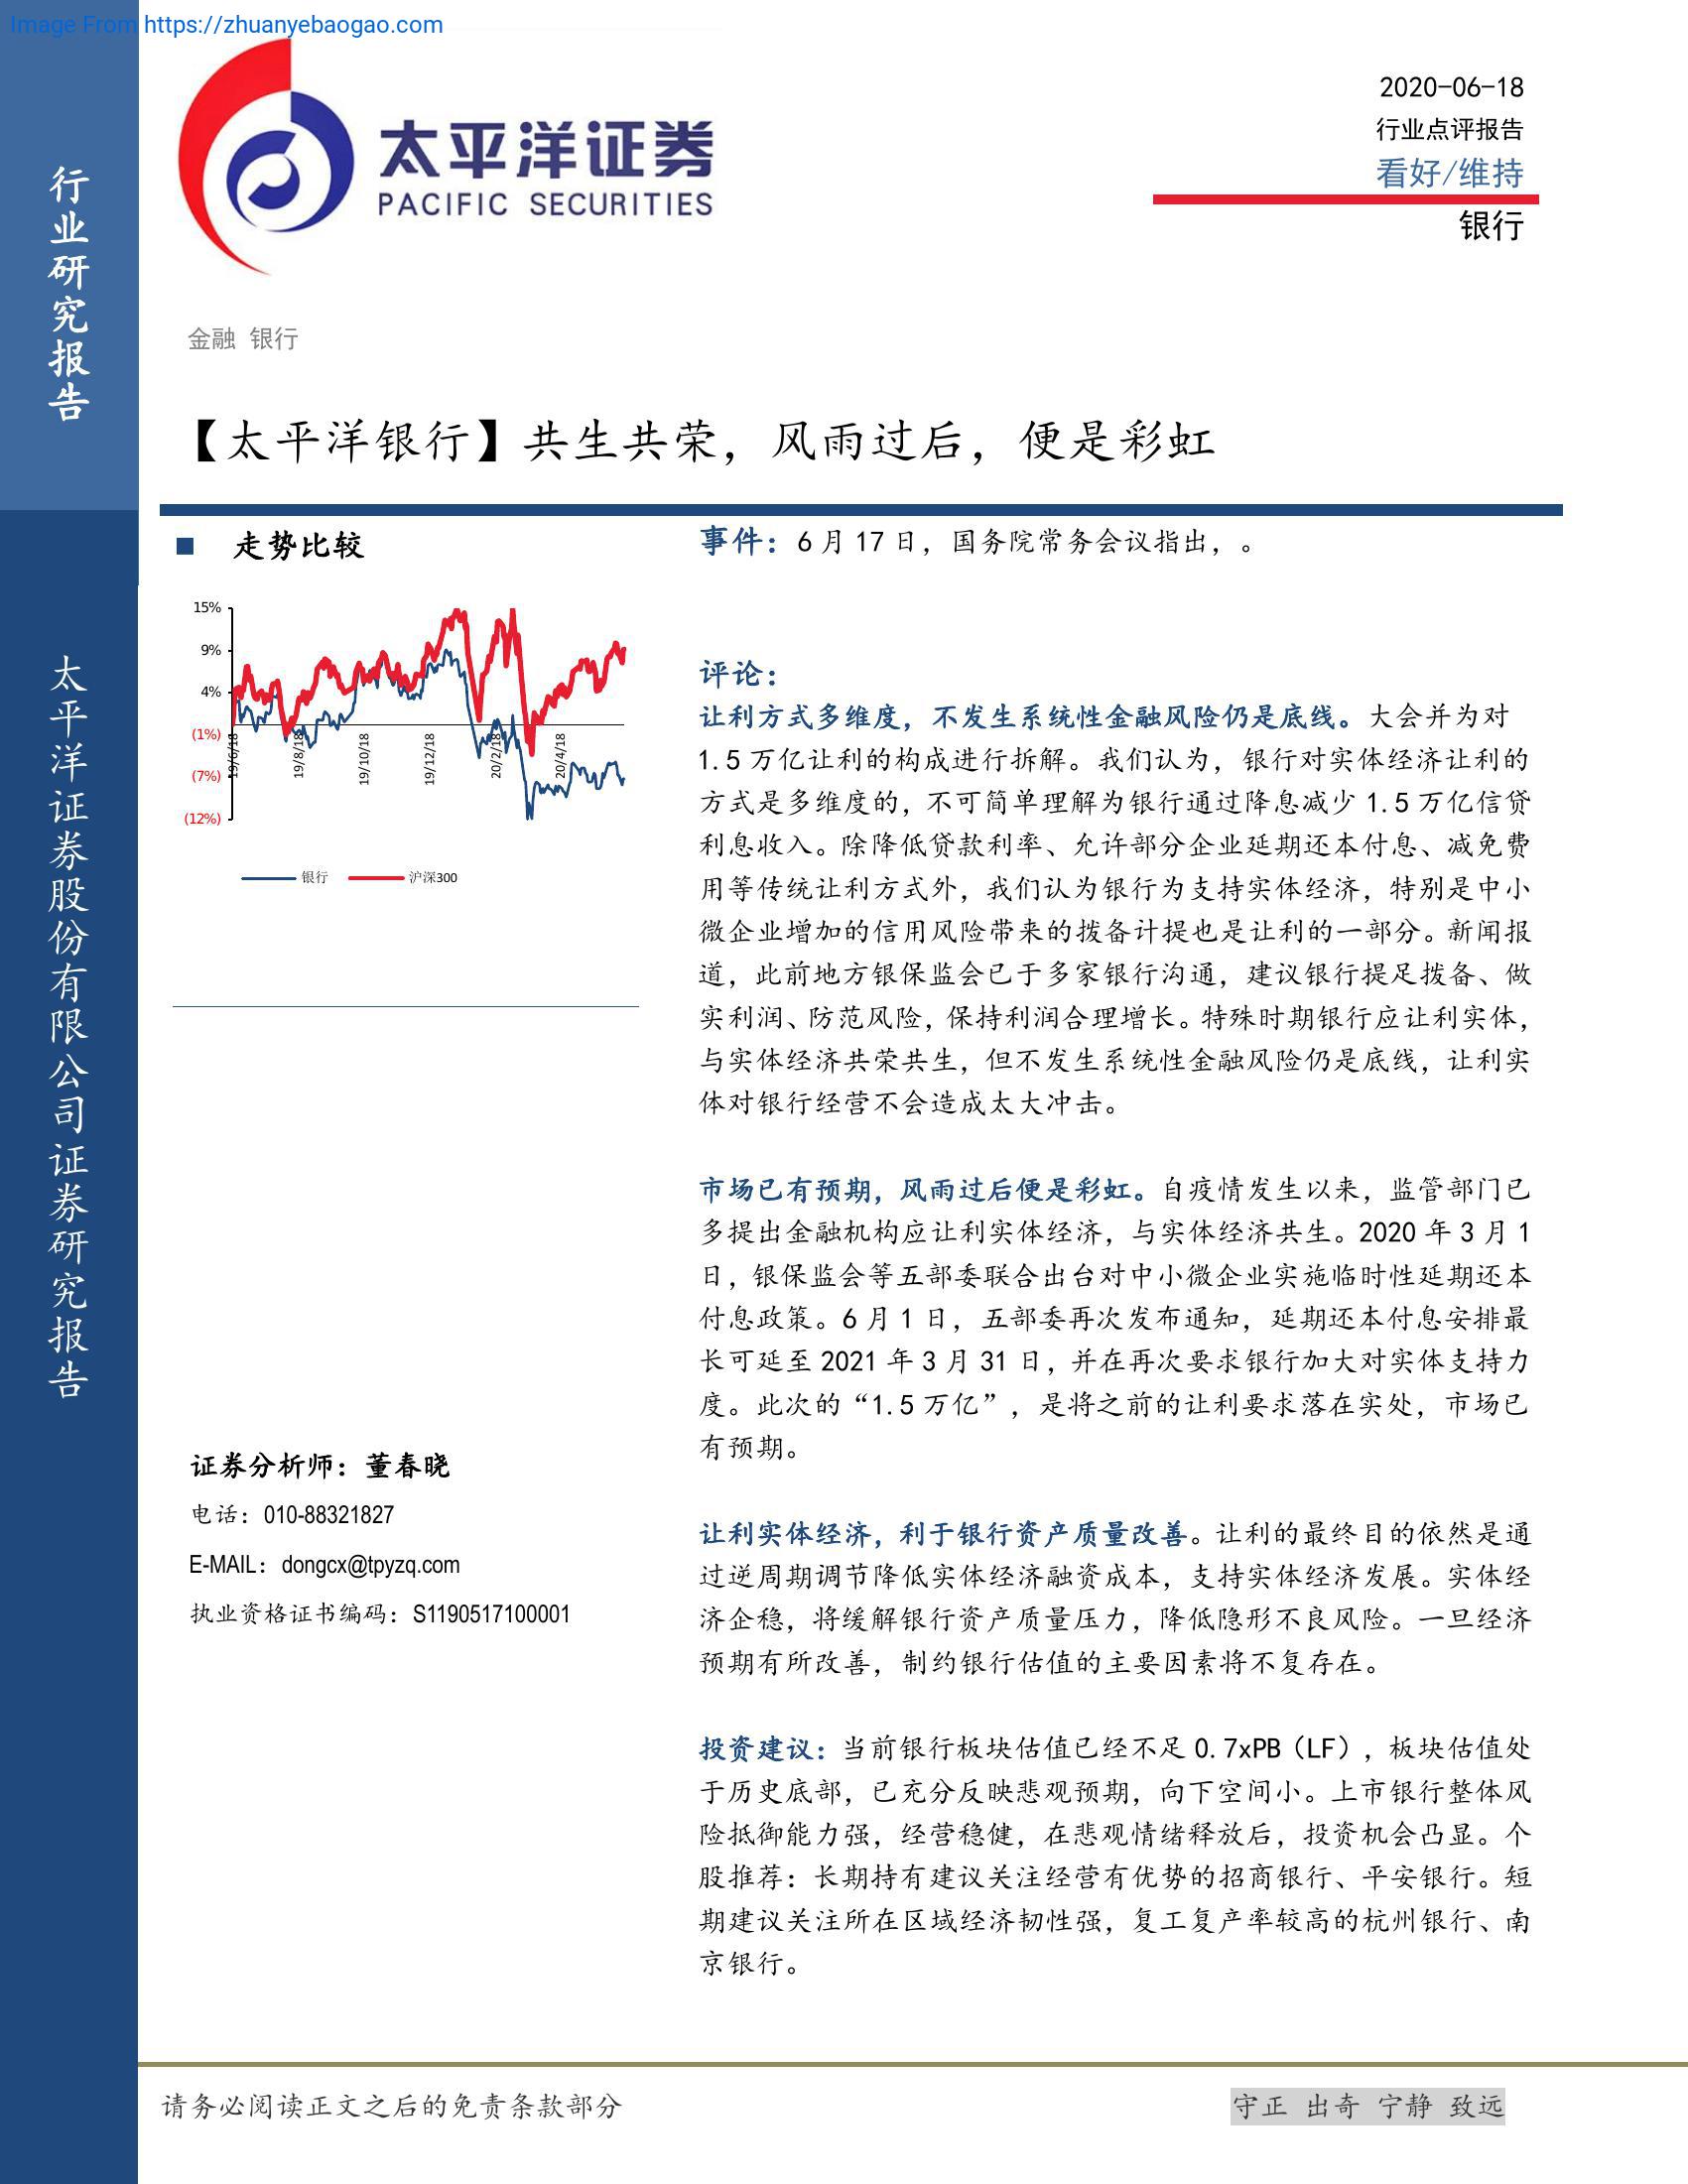 Image From https://zhuanyebaogao.com
行业研究报告
太平洋证券股份有限公司证券研究报告
太平洋证券
PACIFIC SECURITIES
2020-06-18
行业点评报告
看好/维持
银行
金融 银行
【太平洋银行】共生共荣，风雨过后，便是彩虹
■ 走势比较
15%
9%
4%
(1%)
(7%)
(12%)
19/6/18
19/8/18
19/10/18
19/12/18
20/2/18
20/4/18
银行
沪深300
证券分析师：董春晓
电话：010-88321827
E-MAIL：dongcx@tpyzq.com
执业资格证书编码：S1190517100001
事件：6 月 17 日，国务院常务会议指出，。
评论：
让利方式多维度，不发生系统性金融风险仍是底线。大会并为对
1.5 万亿让利的构成进行拆解。我们认为，银行对实体经济让利的
方式是多维度的，不可简单理解为银行通过降息减少 1.5 万亿信贷
利息收入。除降低贷款利率、允许部分企业延期还本付息、减免费
用等传统让利方式外，我们认为银行为支持实体经济，特别是中小
微企业增加的信用风险带来的拨备计提也是让利的一部分。新闻报
道，此前地方银保监会已于多家银行沟通，建议银行提足拨备、做
实利润、防范风险，保持利润合理增长。特殊时期银行应让利实体，
与实体经济共荣共生，但不发生系统性金融风险仍是底线，让利实
体对银行经营不会造成太大冲击。
市场已有预期，风雨过后便是彩虹。自疫情发生以来，监管部门已
多提出金融机构应让利实体经济，与实体经济共生。2020 年 3 月 1
日，银保监会等五部委联合出台对中小微企业实施临时性延期还本
付息政策。6 月 1 日，五部委再次发布通知，延期还本付息安排最
长可延至 2021 年 3 月 31 日，并在再次要求银行加大对实体支持力
度。此次的“1.5 万亿”，是将之前的让利要求落在实处，市场已
有预期。
让利实体经济，利于银行资产质量改善。让利的最终目的依然是通
过逆周期调节降低实体经济融资成本，支持实体经济发展。实体经
济企稳，将缓解银行资产质量压力，降低隐形不良风险。一旦经济
预期有所改善，制约银行估值的主要因素将不复存在。
投资建议：当前银行板块估值已经不足 0.7xPB（LF），板块估值处
于历史底部，已充分反映悲观预期，向下空间小。上市银行整体风
险抵御能力强，经营稳健，在悲观情绪释放后，投资机会凸显。个
股推荐：长期持有建议关注经营有优势的招商银行、平安银行。短
期建议关注所在区域经济韧性强，复工复产率较高的杭州银行、南
京银行。
请务必阅读正文之后的免责条款部分
守正 出奇 宁静 致远